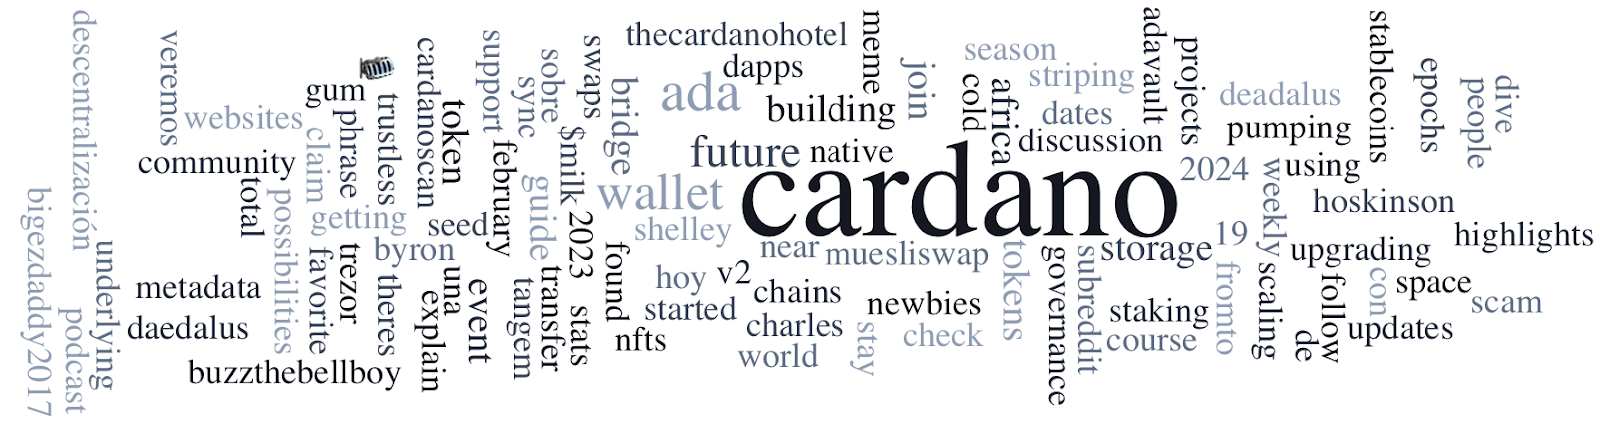 descentralización
bigezdaddy2017
underlying
podcast
veremos
websites
community
total
metadata
daedalus
buzzthebellboy
possibilities
claim
gum
phrase
getting
favorite
trezor
trustless
byron
theres
cardanoscan
token
seed
una
explain
event
support
sync
february
guide
tangem
transfer
sobre
swaps
$milk
2023
stats
bridge
found
nfts
thecardanohotel
dapps
ada
building
meme
join
future
native
wallet
shelley
cardano
near
muesliswap
hoy
v2
chains
started
charles
world
newbies
stay
check
season
striping
cold
africa
dates
discussion
adavault
projects
deadalus
pumping
2024
weekly
using
tokens
governance
subreddit
storage
19
staking
course
fromto
scaling
upgrading
hoskinson
highlights
stablecoins
epochs
people
dive
follow
de
con
space
updates
scam